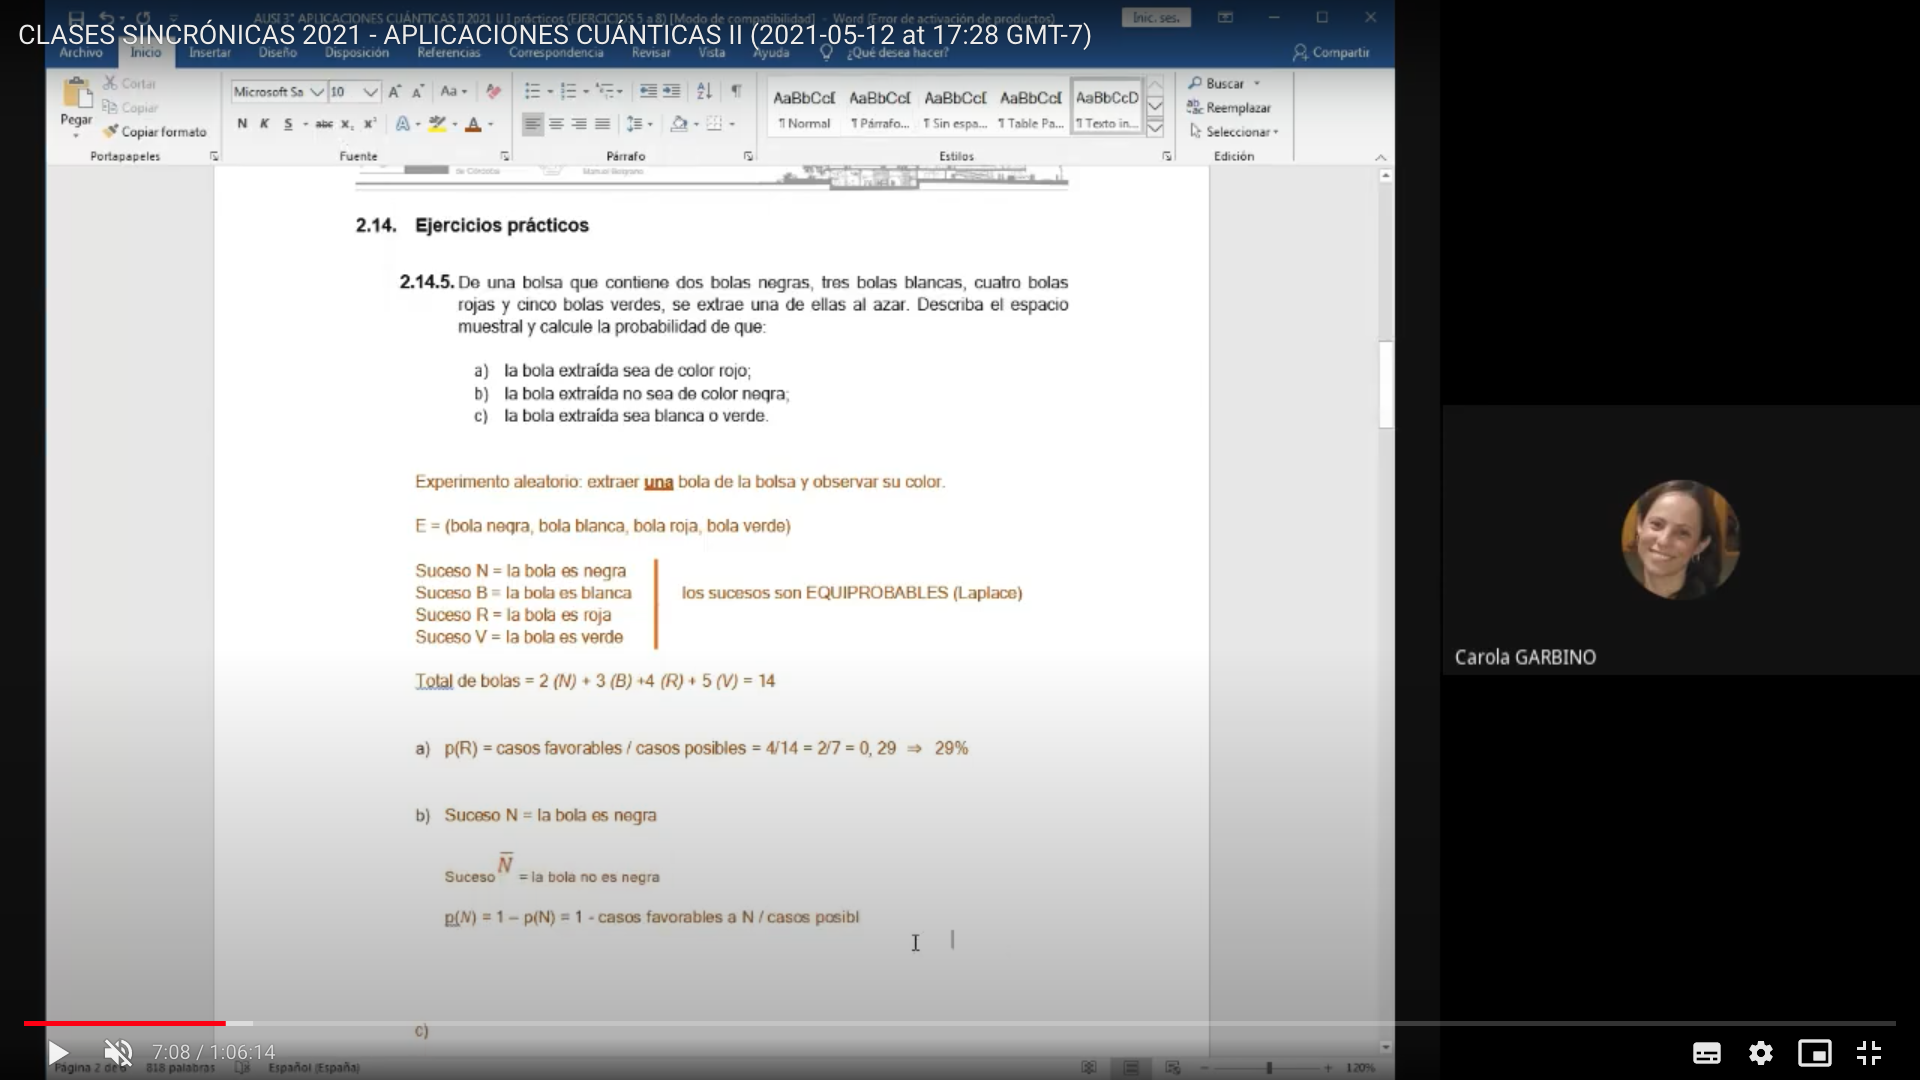 AUSI 3° APLICACIONES CUÁNTICAS II 2021 U I prácticos (EJERCICIOS 5 a 8) [Modo de compatibilidad] - Word (Error de activación de productos)
Inic. ses.
CLASES SINCRÓNICAS 2021 - APLICACIONES CUÁNTICAS II (2021-05-12 at 17:28 GMT-7)
Archivo Inicio Insertar Diseño Disposición Referencias Correspondencia Revisar Vista Ayuda ¿Qué desea hacer? Compartir
Pegar
Cortar
Copiar
Copiar formato
Portapapeles
Microsoft Sa 10
N K S abc x, x²
Fuente
Párrafo
AaBbCcI AaBbCcI AaBbCcI AaBbCcI AaBbCcD
¶ Normal ¶ Párrafo... ¶ Sin espa... ¶ Table Pa... ¶ Texto in...
Estilos
Buscar
Reemplazar
Seleccionar
Edición
de Córdoba
Manuel Belgrano
2.14. Ejercicios prácticos
2.14.5. De una bolsa que contiene dos bolas negras, tres bolas blancas, cuatro bolas
rojas y cinco bolas verdes, se extrae una de ellas al azar. Describa el espacio
muestral y calcule la probabilidad de que:
a) la bola extraída sea de color rojo;
b) la bola extraída no sea de color negra;
c) la bola extraída sea blanca o verde.
Experimento aleatorio: extraer una bola de la bolsa y observar su color.
E = (bola negra, bola blanca, bola roja, bola verde)
Suceso N = la bola es negra
Suceso B = la bola es blanca
los sucesos son EQUIPROBABLES (Laplace)
Suceso R = la bola es roja
Suceso V = la bola es verde
Total de bolas = 2 (N) + 3 (B) +4 (R) + 5 (V) = 14
a) p(R) = casos favorables / casos posibles = 4/14 = 2/7 = 0, 29 ⇒ 29%
b) Suceso N = la bola es negra
Suceso N̅ = la bola no es negra
p(N) = 1 – p(N) = 1 - casos favorables a N / casos posibl
c)
Carola GARBINO
7:08 / 1:06:14
Página 2 de 818 palabras Español (España) 120%